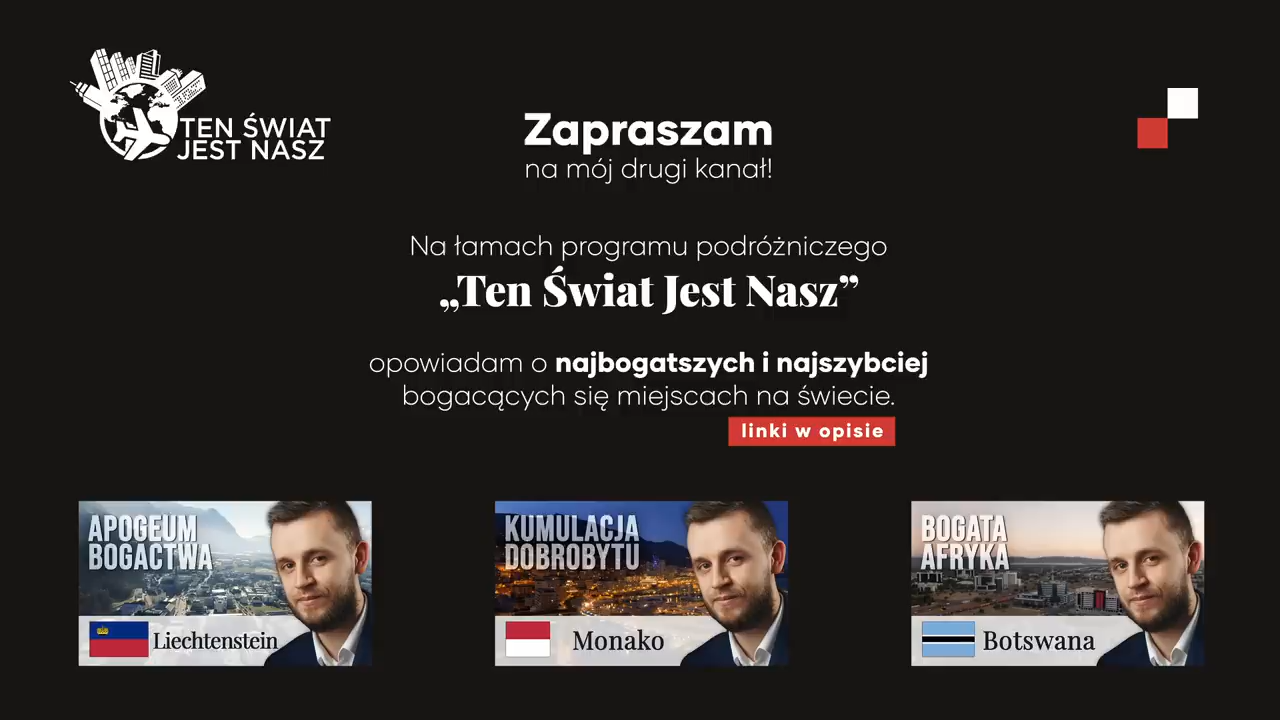 TEN ŚWIAT
JEST NASZ
Zapraszam
na mój drugi kanał!
Na łamach programu podróżniczego
„Ten Świat Jest Nasz”
opowiadam o najbogatszych i najszybciej
bogacących się miejscach na świecie.
linki w opisie
APOGEUM
BOGACTWA
Liechtenstein
KUMULACJA
DOBROBYTU
Monako
BOGATA
AFRYKA
Botswana